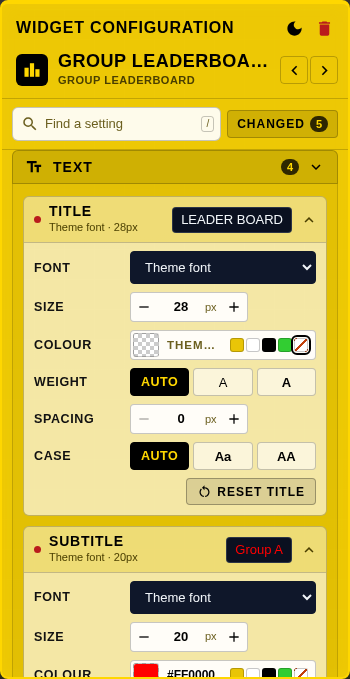 WIDGET CONFIGURATION
GROUP LEADERBOA...
GROUP LEADERBOARD
Find a setting
/
CHANGED 5
TEXT
4
TITLE
Theme font · 28px
LEADER BOARD
FONT
Theme font
SIZE
− 28 px +
COLOUR
THEM...
WEIGHT
AUTO A A
SPACING
− 0 px +
CASE
AUTO Aa AA
RESET TITLE
SUBTITLE
Theme font · 20px
Group A
FONT
Theme font
SIZE
− 20 px +
COLOUR
#FF0000